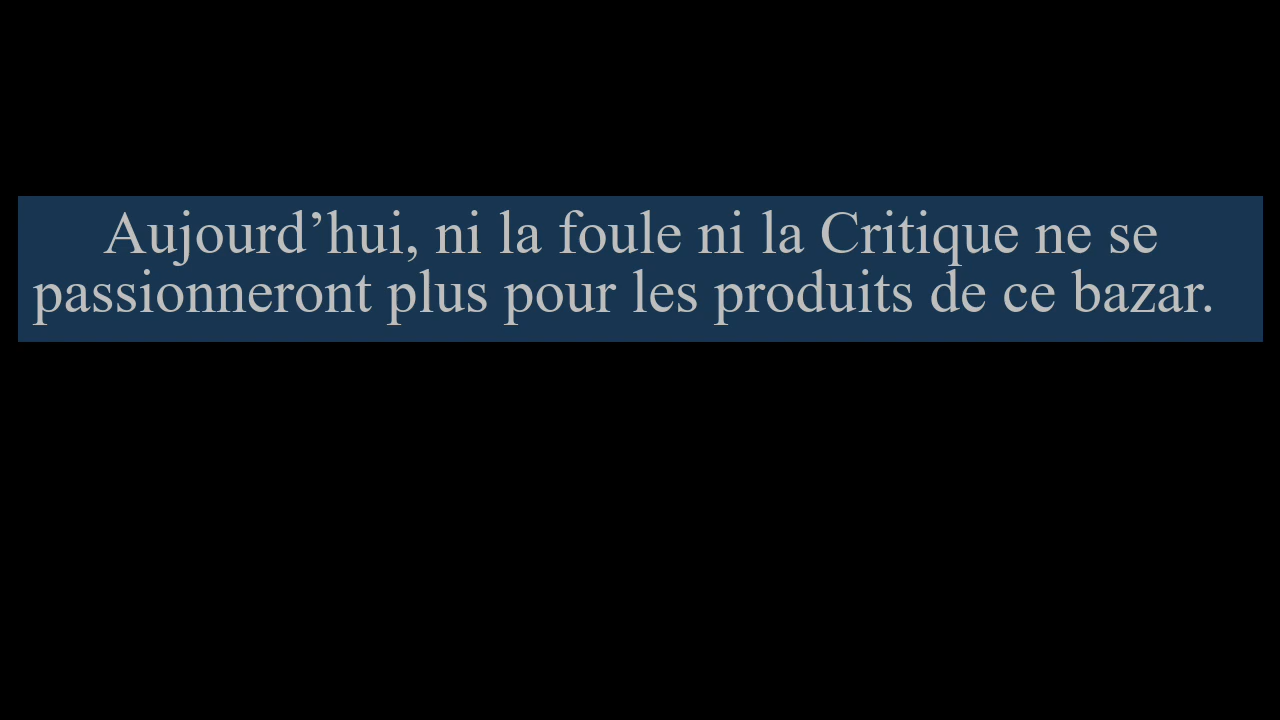 Aujourd’hui, ni la foule ni la Critique ne se
passionneront plus pour les produits de ce bazar.